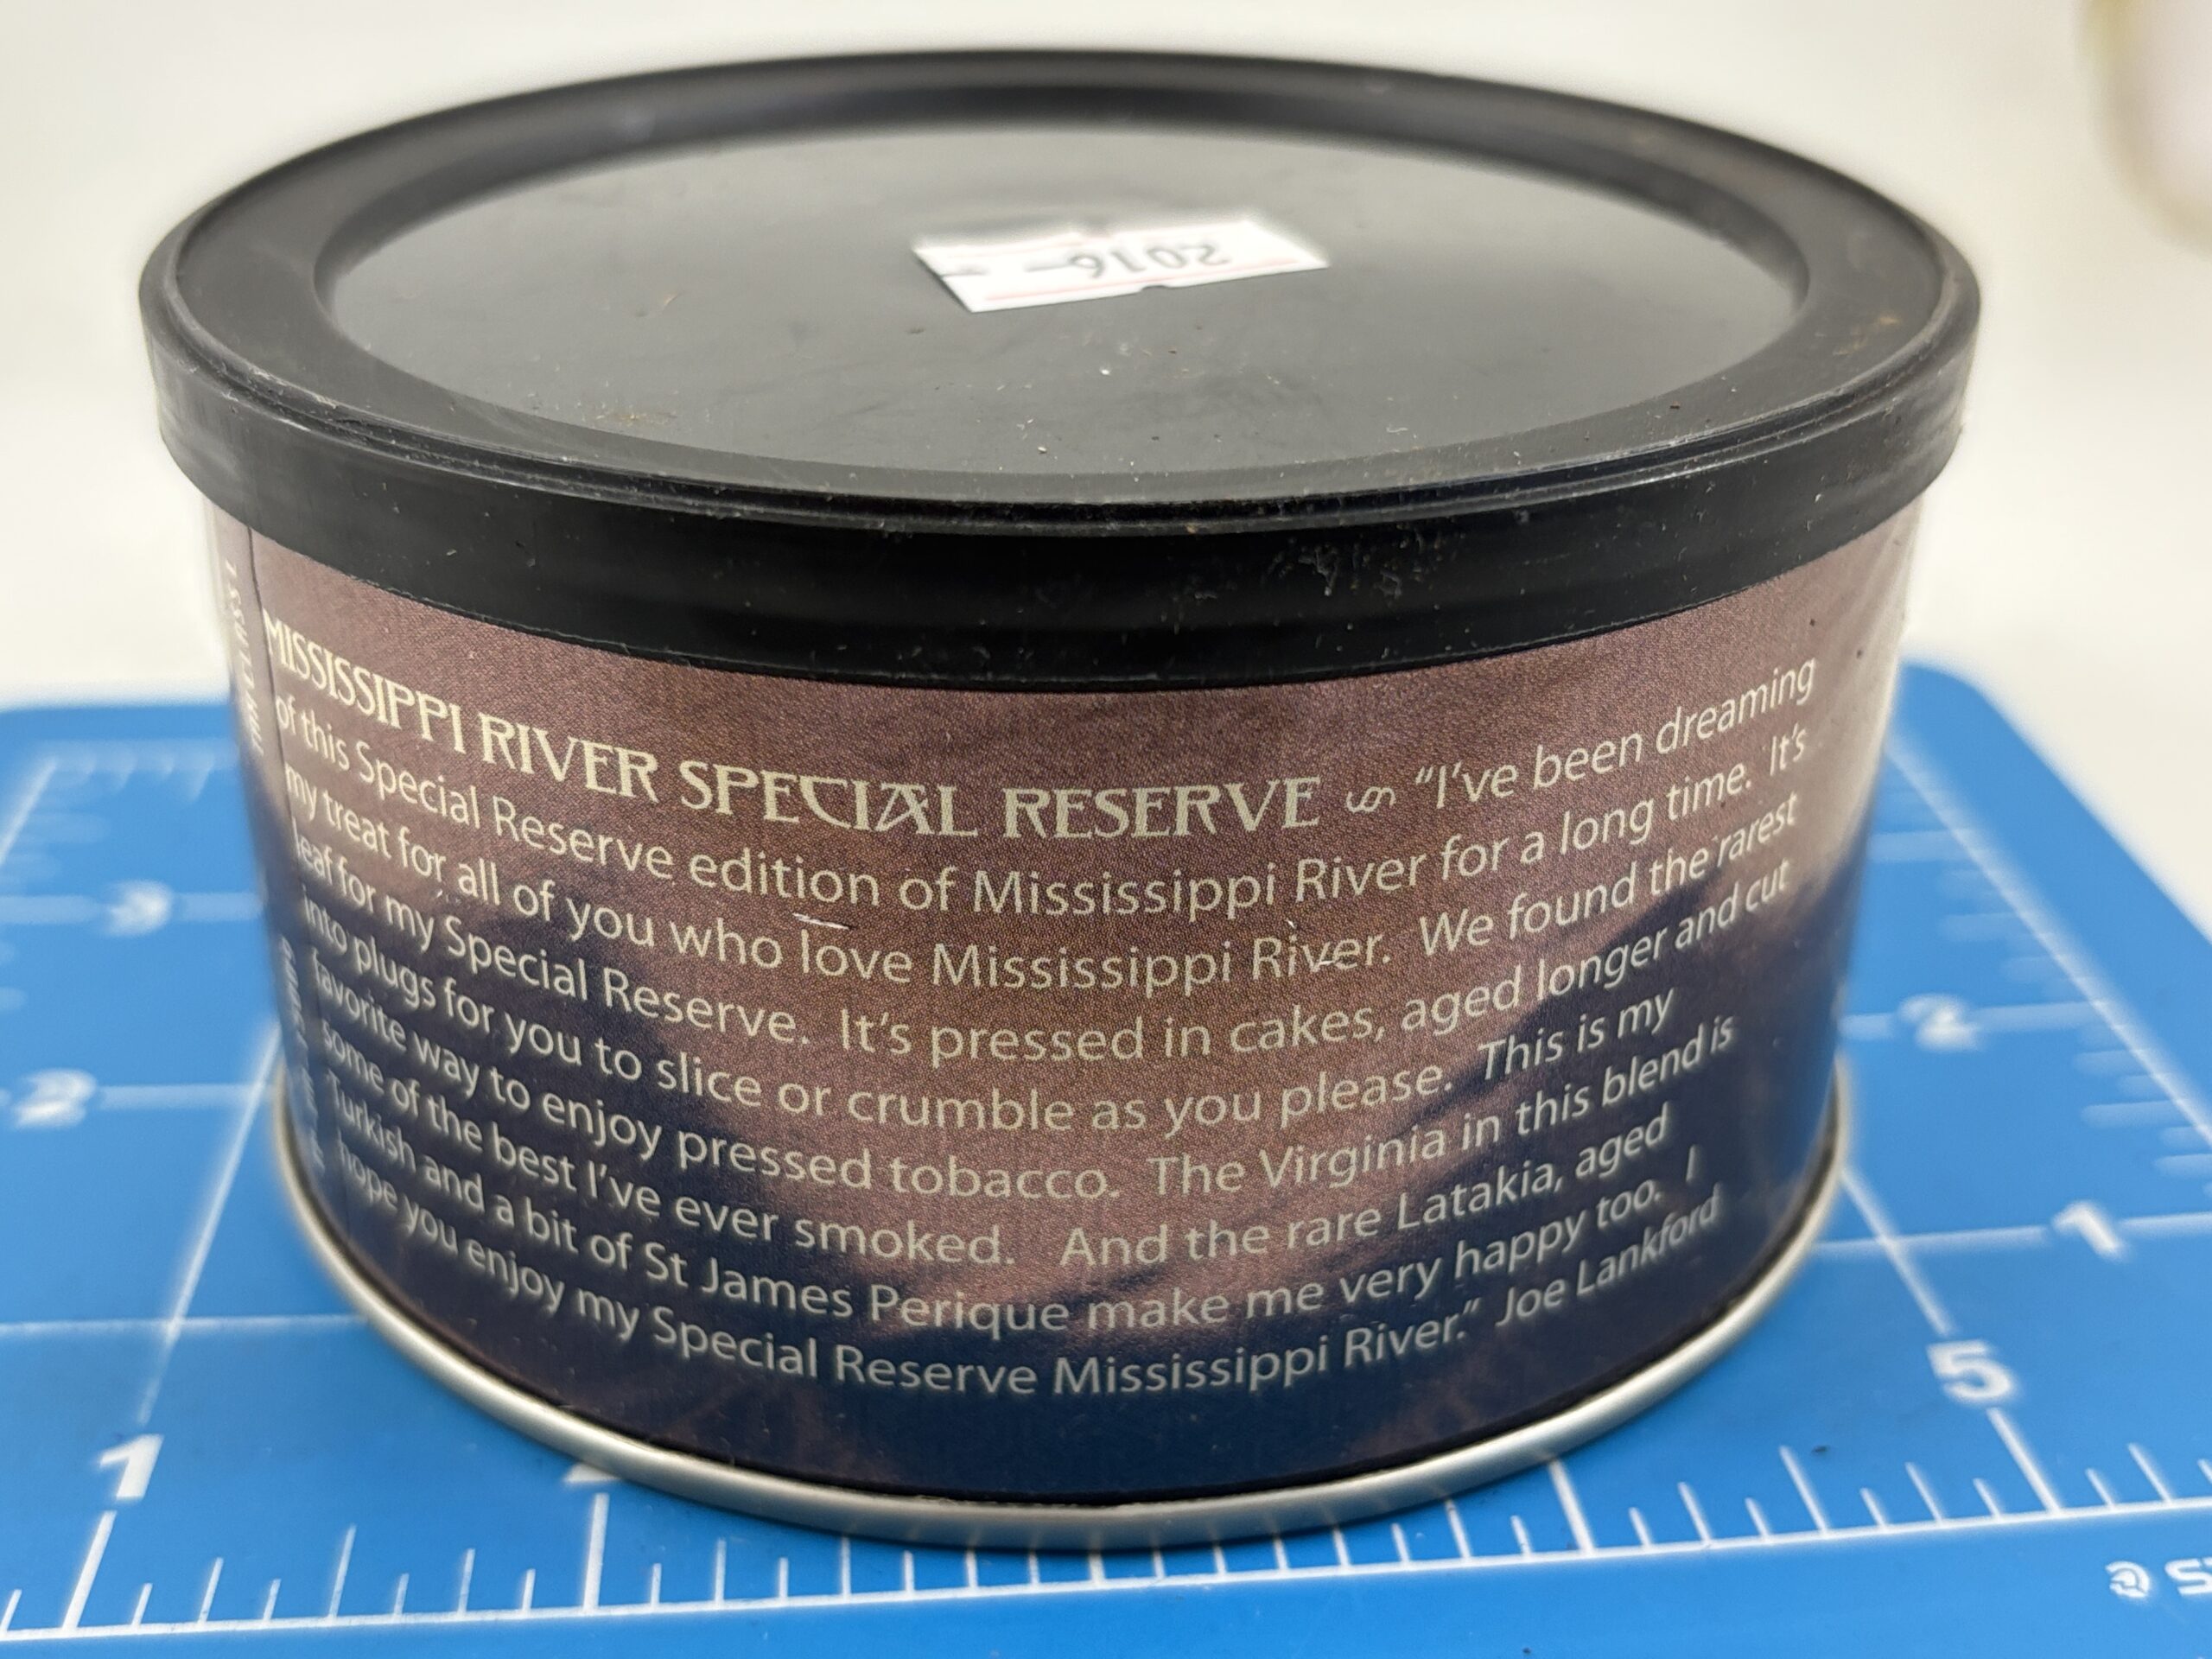 2016
MISSISSIPPI RIVER SPECIAL RESERVE ∽ “I’ve been dreaming
of this Special Reserve edition of Mississippi River for a long time. It’s
my treat for all of you who love Mississippi River. We found the rarest
leaf for my Special Reserve. It’s pressed in cakes, aged longer and cut
into plugs for you to slice or crumble as you please. This is my
favorite way to enjoy pressed tobacco. The Virginia in this blend is
some of the best I’ve ever smoked. And the rare Latakia, aged
Turkish and a bit of St James Perique make me very happy too. I
hope you enjoy my Special Reserve Mississippi River.” Joe Lankford
3
2
2
1
1
1
5